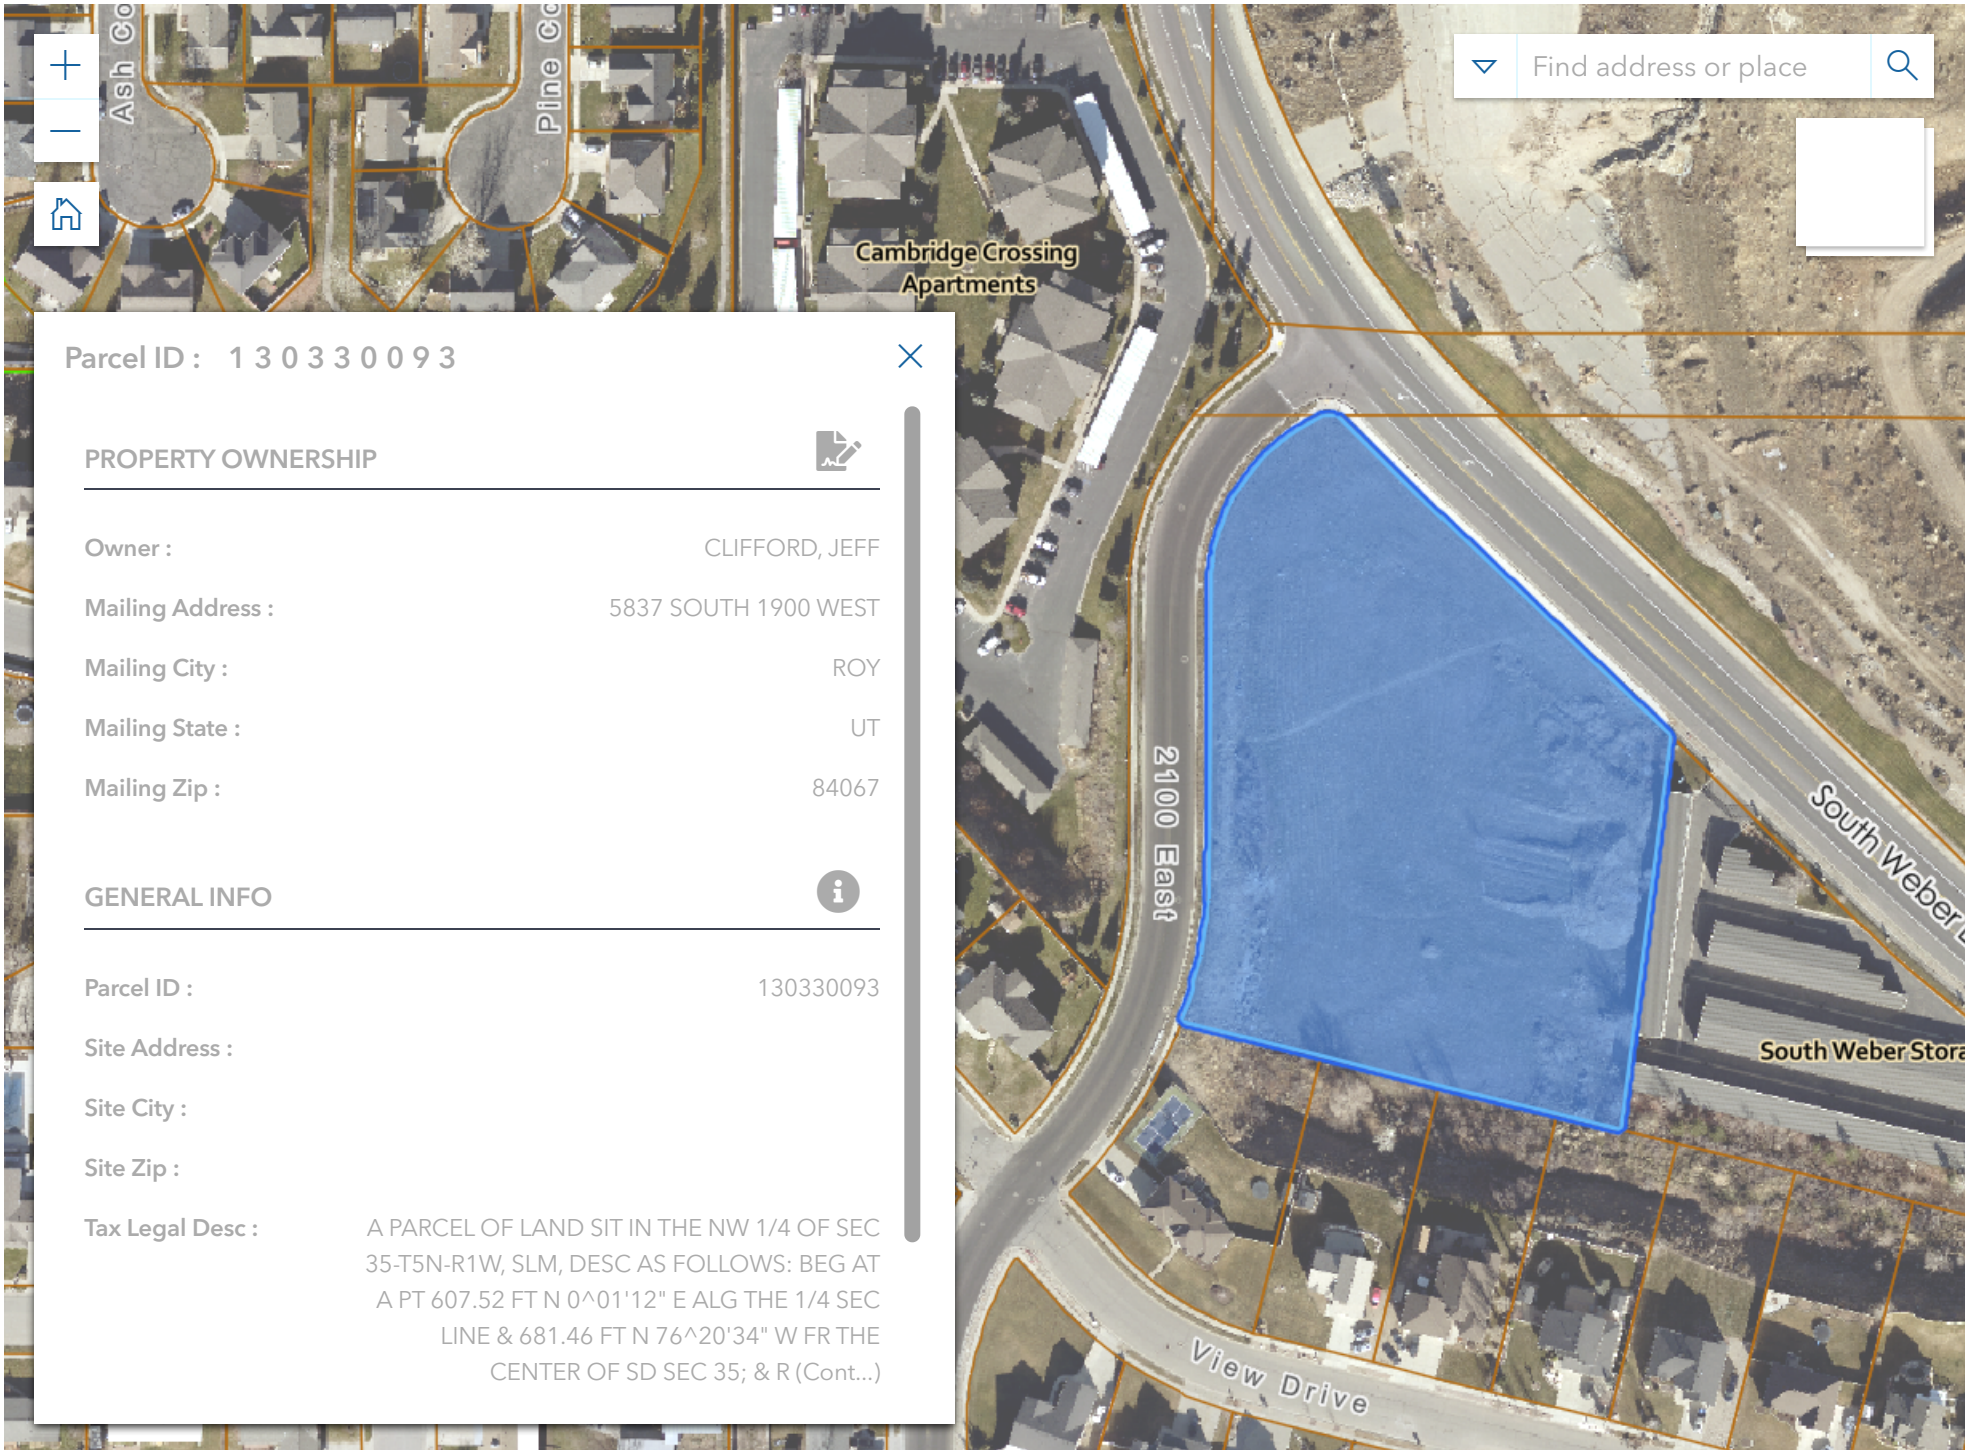 Ash Co
Pine Co
Find address or place
Cambridge Crossing
Apartments
Parcel ID : 130330093
PROPERTY OWNERSHIP
Owner : CLIFFORD, JEFF
Mailing Address : 5837 SOUTH 1900 WEST
Mailing City : ROY
Mailing State : UT
Mailing Zip : 84067
GENERAL INFO
Parcel ID : 130330093
Site Address :
Site City :
Site Zip :
Tax Legal Desc : A PARCEL OF LAND SIT IN THE NW 1/4 OF SEC
35-T5N-R1W, SLM, DESC AS FOLLOWS: BEG AT
A PT 607.52 FT N 0^01'12" E ALG THE 1/4 SEC
LINE & 681.46 FT N 76^20'34" W FR THE
CENTER OF SD SEC 35; & R (Cont...)
2100 East
South Weber
South Weber Stora
View Drive